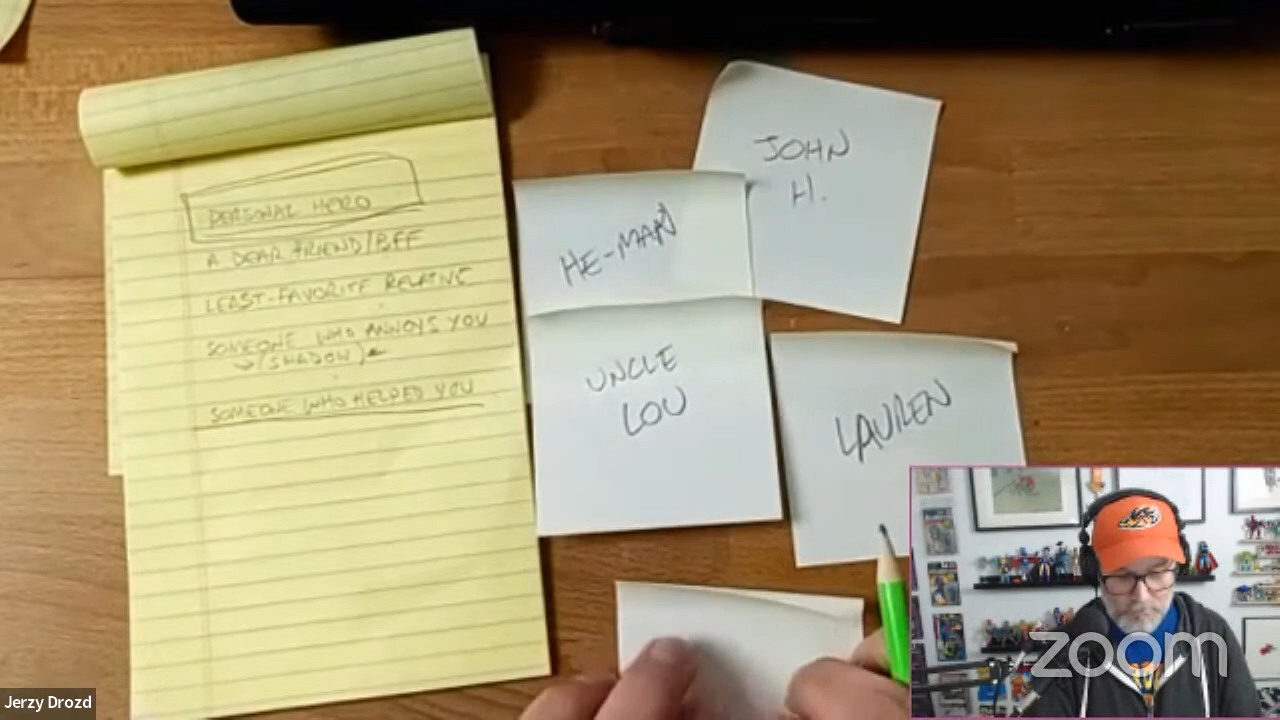 PERSONAL HERO
A DEAR FRIEND/BFF
LEAST-FAVORITE RELATIVE
SOMEONE WHO ANNOYS YOU
(SHADOW)
SOMEONE WHO HELPED YOU
JOHN
H.
HE-MAN
UNCLE
LOU
LAUREN
zoom
Jerzy Drozd